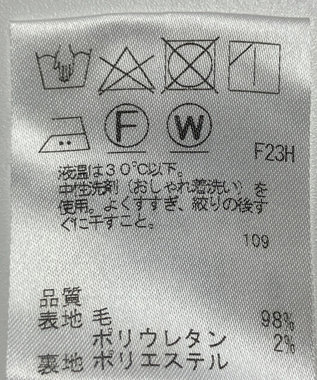 F W
F23H
液温は30℃以下。
中性洗剤（おしゃれ着洗い）を
使用。よくすすぎ、絞りの後す
ぐに干すこと。
109
品質
表地 毛 98%
ポリウレタン 2%
裏地 ポリエステル